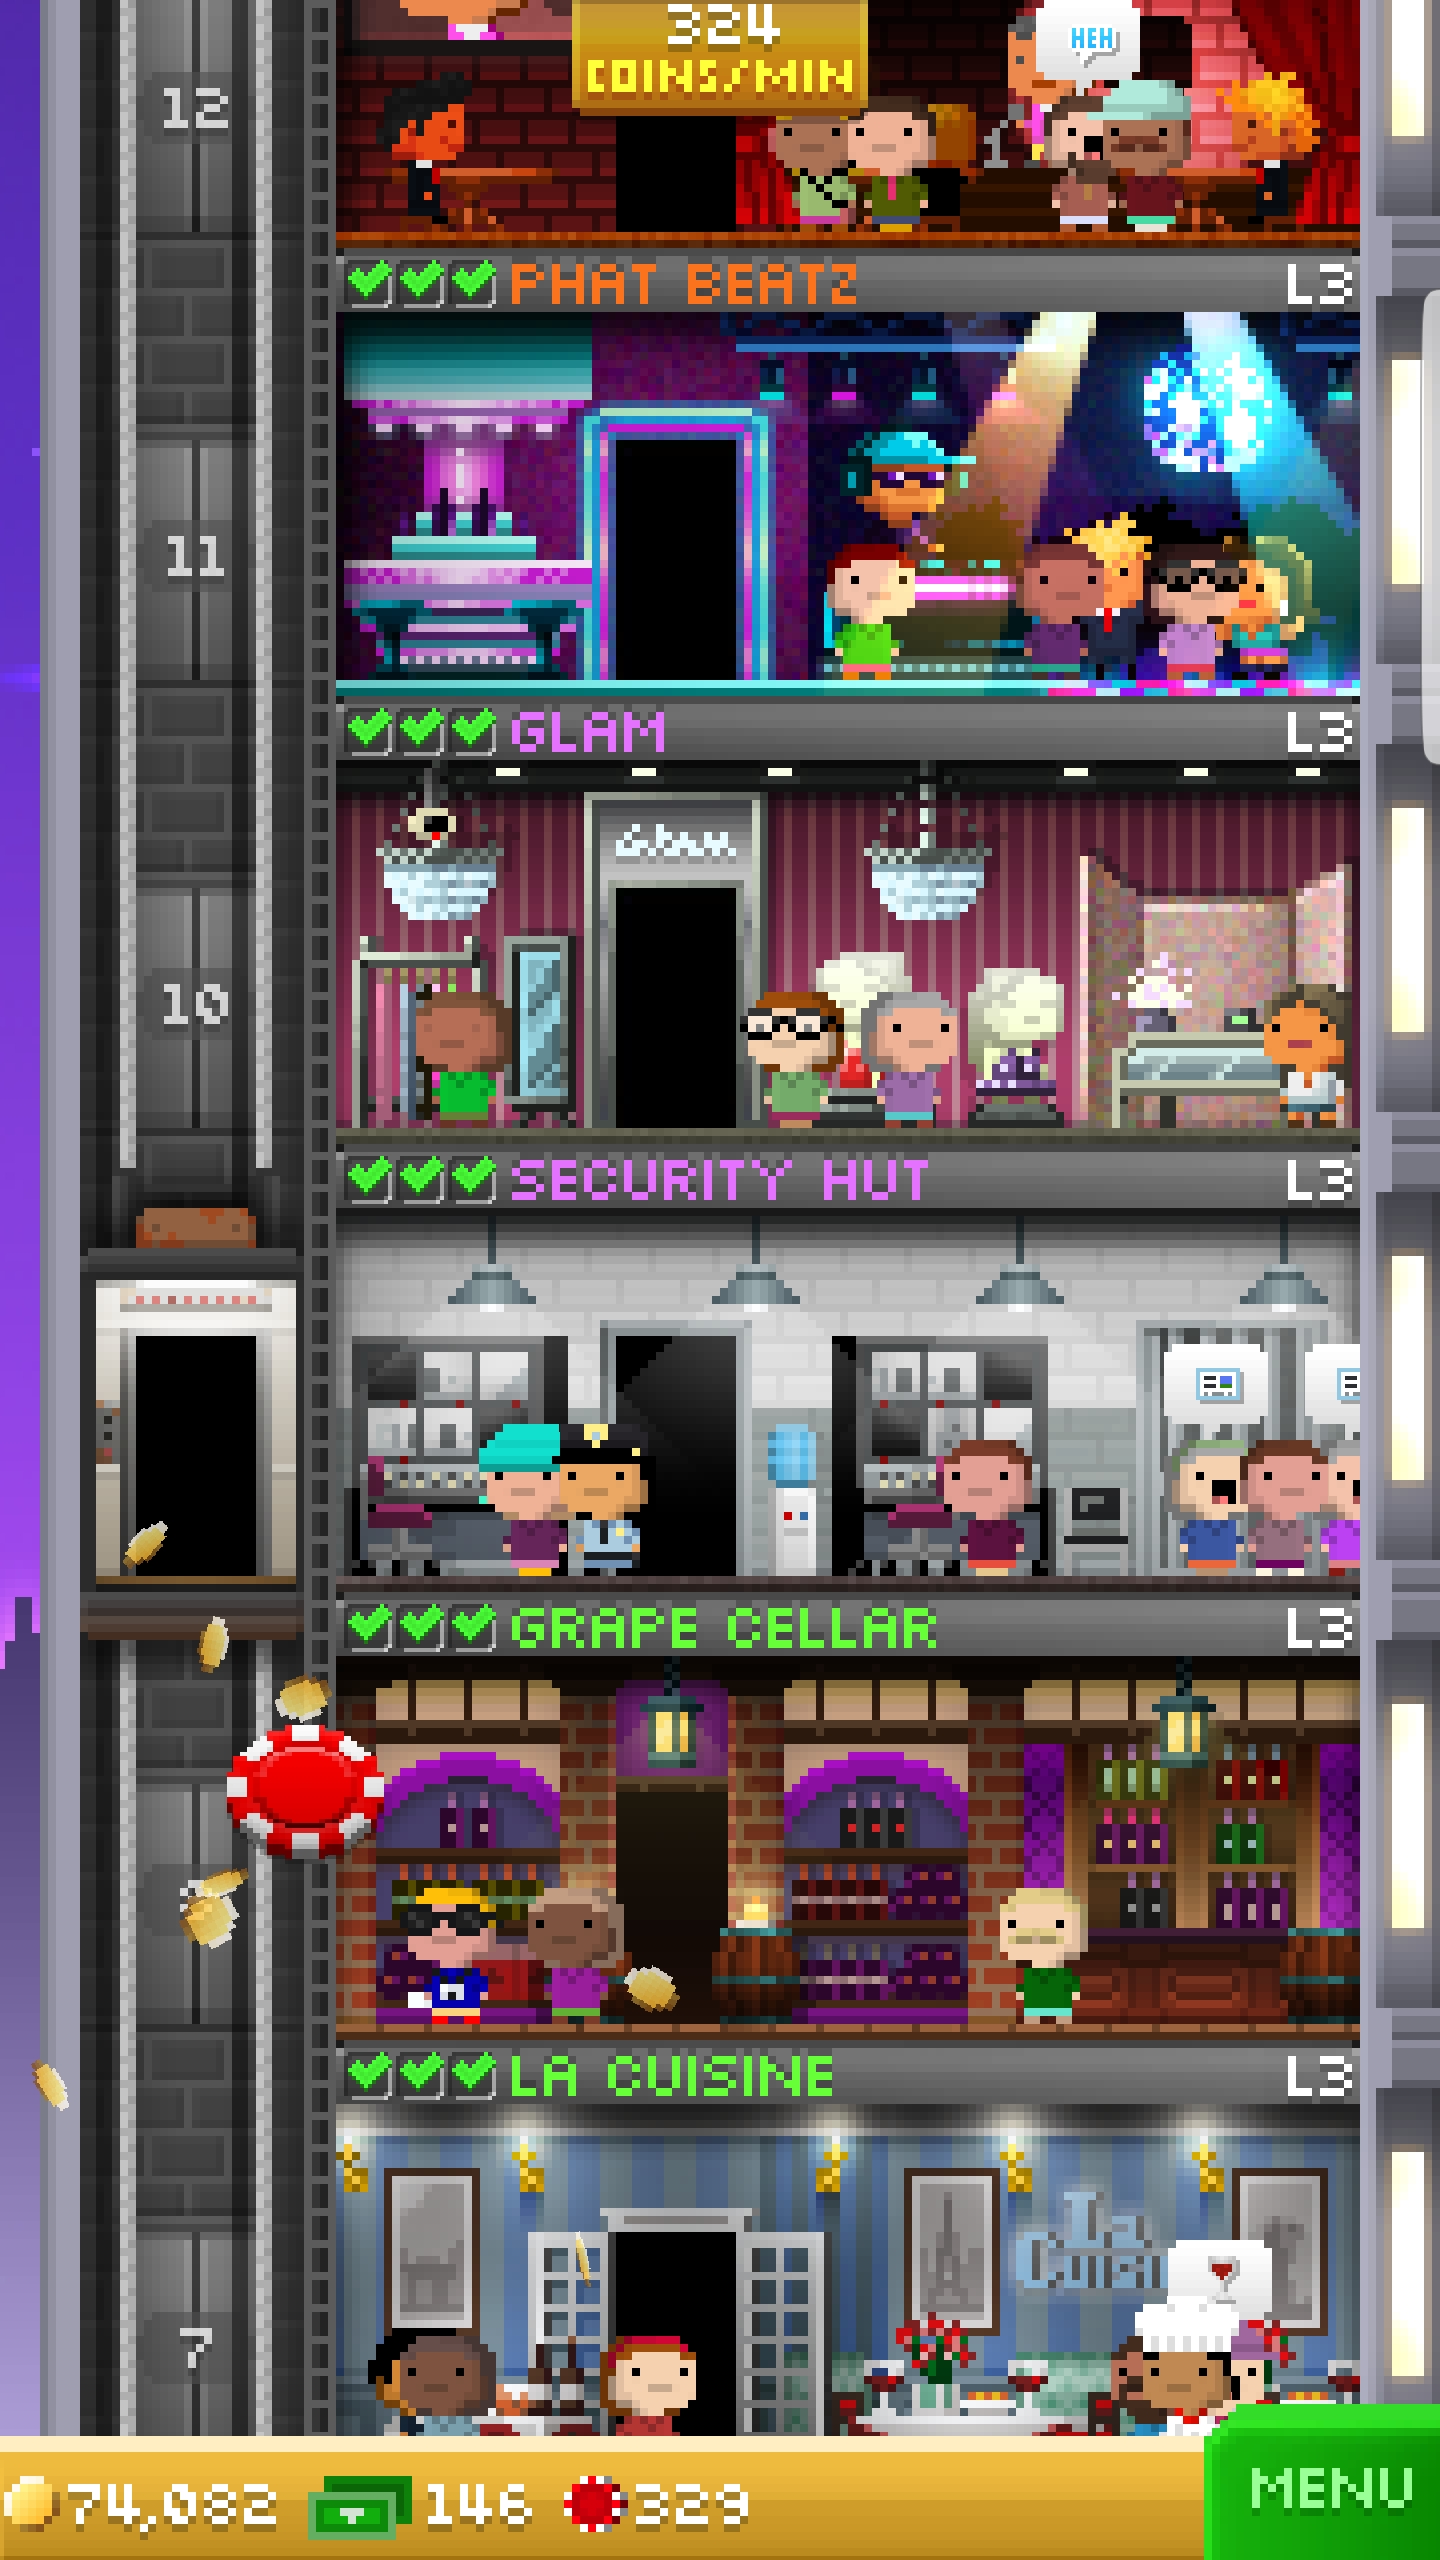 324
COINS/MIN
HEH
12
PHAT BEATZ
L3
11
GLAM
L3
Glam
10
SECURITY HUT
L3
GRAPE CELLAR
L3
LA CUISINE
L3
La
7
74,082
146
329
MENU